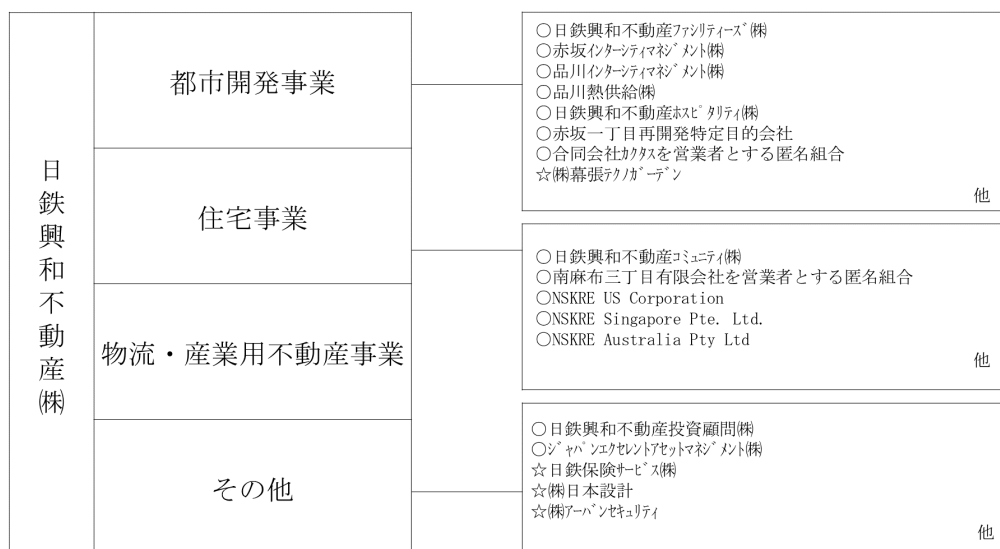 日鉄興和不動産㈱
都市開発事業
○日鉄興和不動産ﾌｧｼﾘﾃｨｰｽﾞ㈱
○赤坂ｲﾝﾀｰｼﾃｨﾏﾈｼﾞﾒﾝﾄ㈱
○品川ｲﾝﾀｰｼﾃｨﾏﾈｼﾞﾒﾝﾄ㈱
○品川熱供給㈱
○日鉄興和不動産ﾎｽﾋﾟﾀﾘﾃｨ㈱
○赤坂一丁目再開発特定目的会社
○合同会社ｶｸﾀｽを営業者とする匿名組合
☆㈱幕張ﾃｸﾉｶﾞｰﾃﾞﾝ
他
住宅事業
○日鉄興和不動産ｺﾐｭﾆﾃｨ㈱
○南麻布三丁目有限会社を営業者とする匿名組合
○NSKRE US Corporation
○NSKRE Singapore Pte. Ltd.
○NSKRE Australia Pty Ltd
他
物流・産業用不動産事業
その他
○日鉄興和不動産投資顧問㈱
○ｼﾞｬﾊﾟﾝｴｸｾﾚﾝﾄｱｾｯﾄﾏﾈｼﾞﾒﾝﾄ㈱
☆日鉄保険ｻｰﾋﾞｽ㈱
☆㈱日本設計
☆㈱ｱｰﾊﾞﾝｾｷｭﾘﾃｨ
他